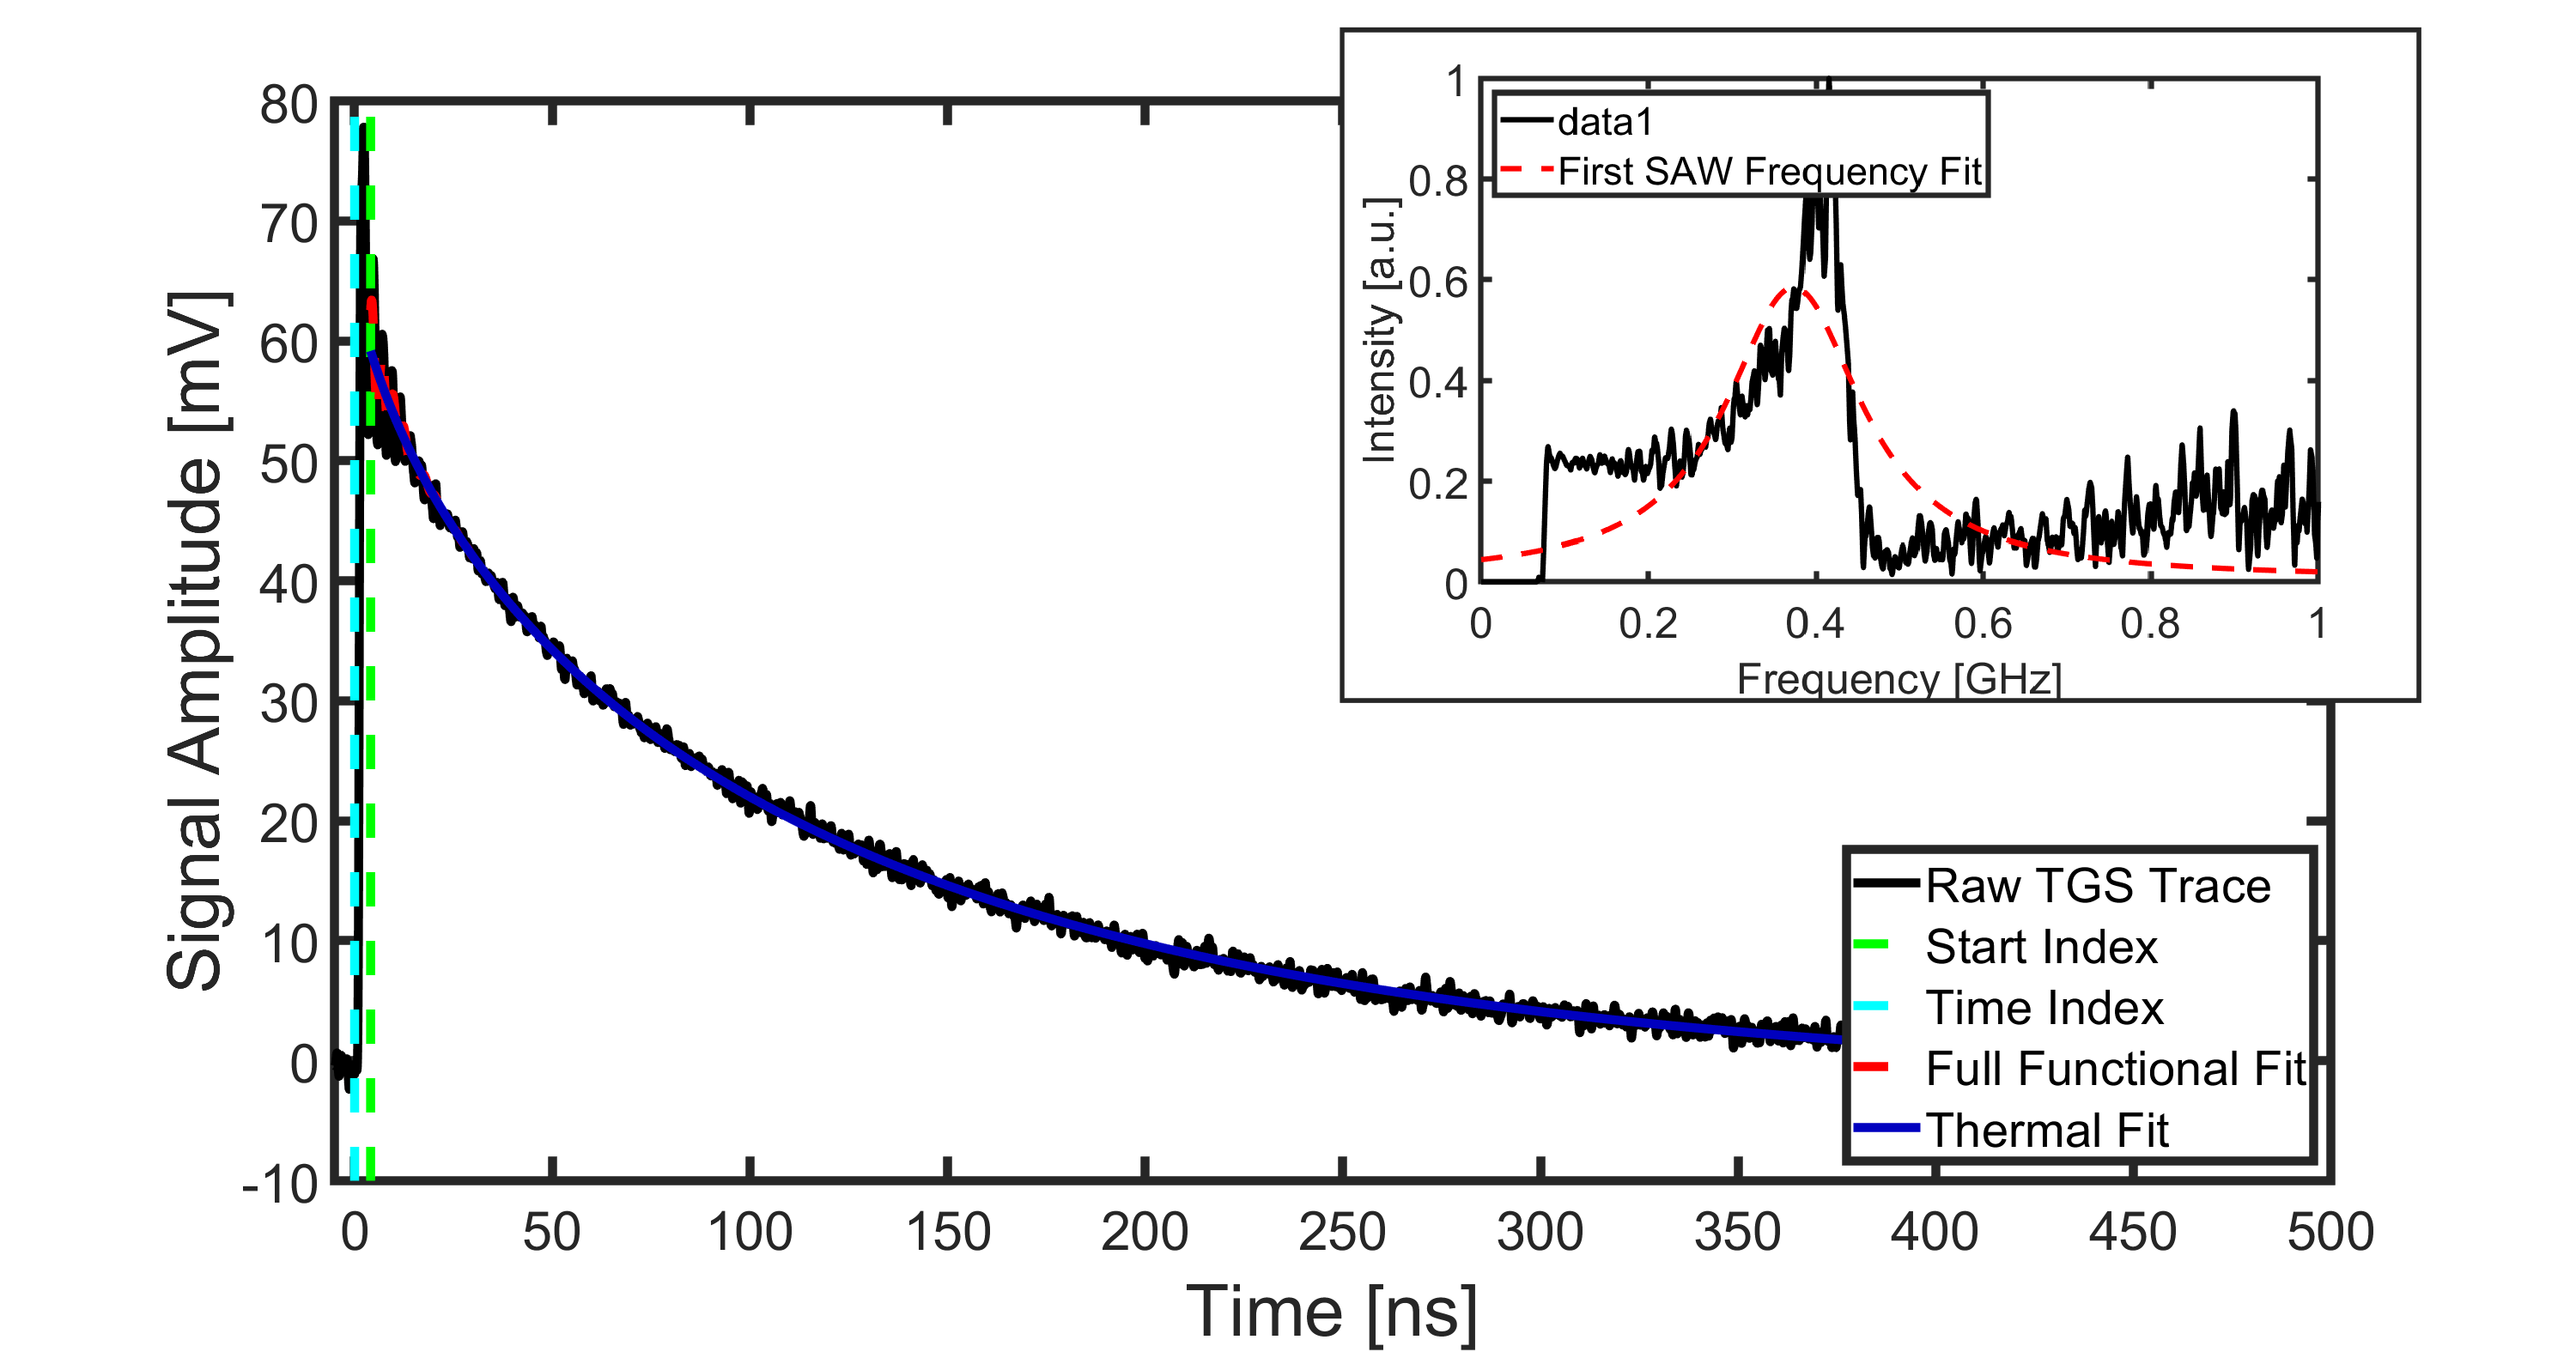 80
70
60
50
40
30
20
10
0
-10
Signal Amplitude [mV]
0 50 100 150 200 250 300 350 400 450 500
Time [ns]
1
0.8
0.6
0.4
0.2
0
Intensity [a.u.]
data1
First SAW Frequency Fit
0 0.2 0.4 0.6 0.8 1
Frequency [GHz]
Raw TGS Trace
Start Index
Time Index
Full Functional Fit
Thermal Fit